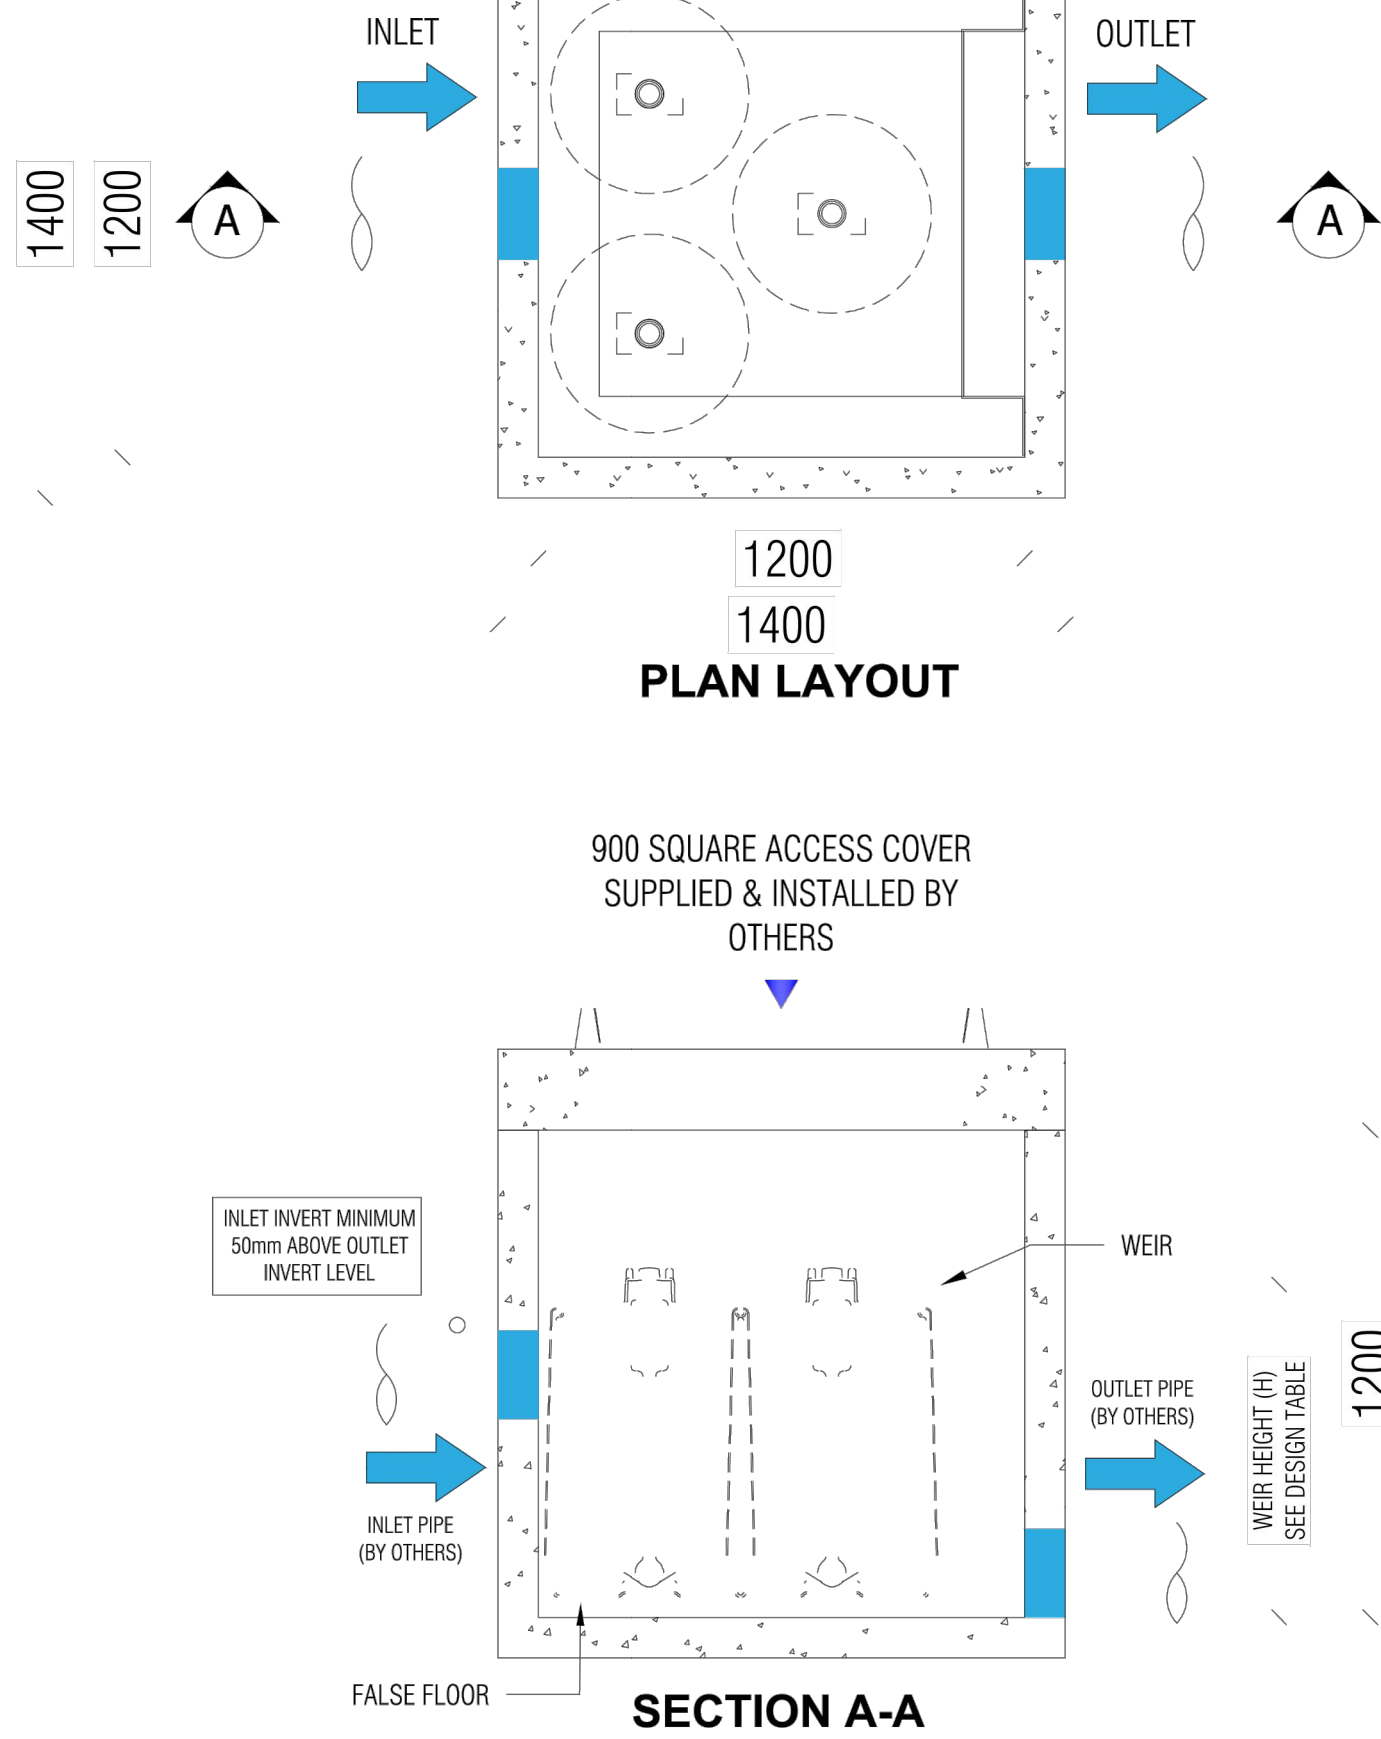 INLET
OUTLET
1400
1200
A
A
1200
1400
PLAN LAYOUT
900 SQUARE ACCESS COVER
SUPPLIED & INSTALLED BY
OTHERS
INLET INVERT MINIMUM
50mm ABOVE OUTLET
INVERT LEVEL
WEIR
OUTLET PIPE
(BY OTHERS)
WEIR HEIGHT (H)
SEE DESIGN TABLE
1200
INLET PIPE
(BY OTHERS)
FALSE FLOOR
SECTION A-A